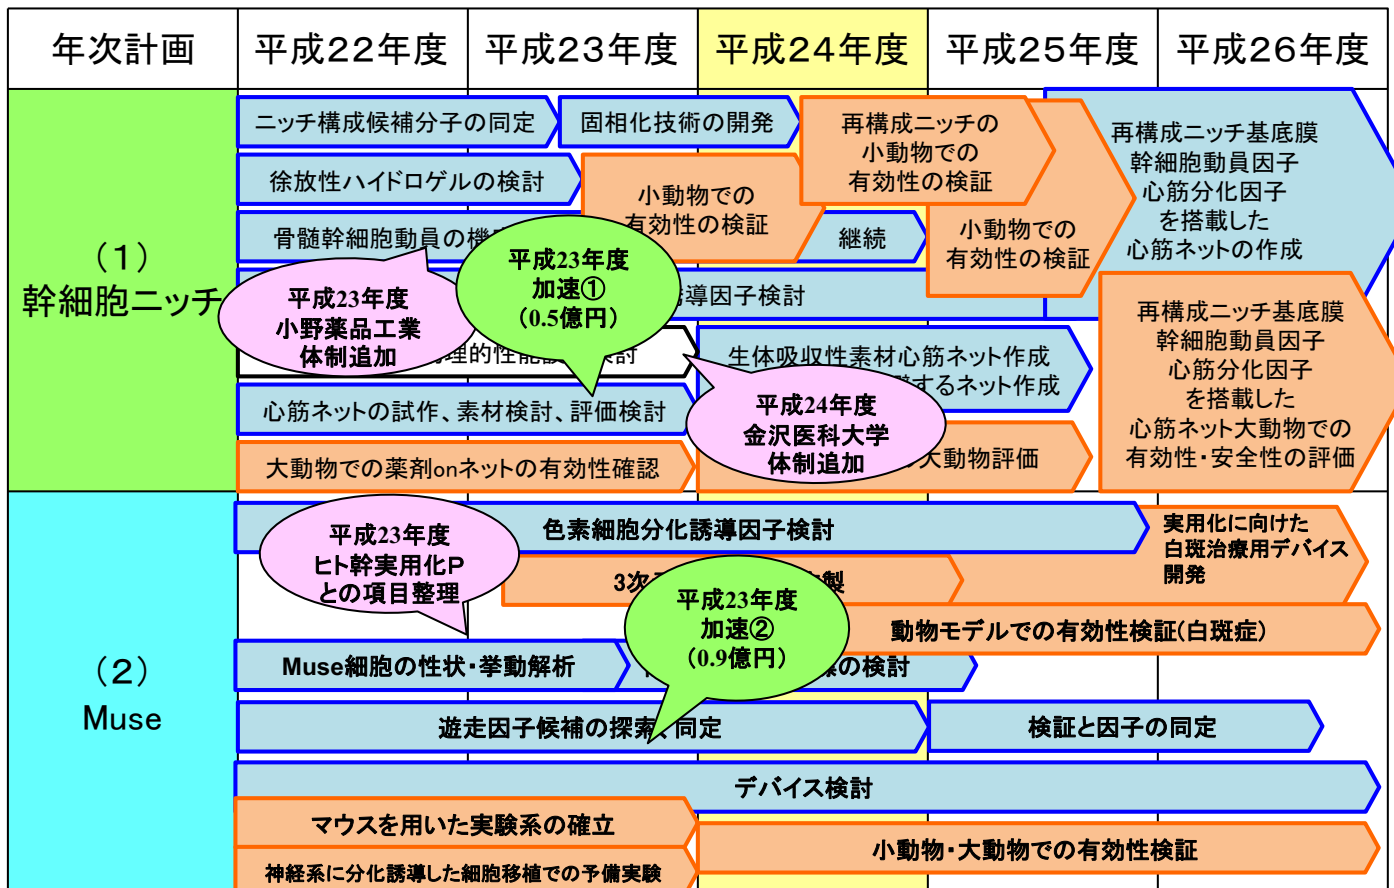 年次計画
平成22年度
平成23年度
平成24年度
平成25年度
平成26年度
(1)
幹細胞ニッチ
ニッチ構成候補分子の同定
固相化技術の開発
再構成ニッチの
小動物での
有効性の検証
再構成ニッチ基底膜
幹細胞動員因子
心筋分化因子
を搭載した
心筋ネットの作成
徐放性ハイドロゲルの検討
小動物での
有効性の検証
小動物での
有効性の検証
骨髄幹細胞動員の機
継続
平成23年度
加速①
(0.5億円)
平成23年度
小野薬品工業
体制追加
導因子検討
理的性能
検討
再構成ニッチ基底膜
幹細胞動員因子
心筋分化因子
を搭載した
心筋ネット大動物での
有効性・安全性の評価
生体吸収性素材心筋ネット作成
するネット作成
心筋ネットの試作、素材検討、評価検討
平成24年度
金沢医科大学
体制追加
大動物での薬剤onネットの有効性確認
大動物評価
(2)
Muse
色素細胞分化誘導因子検討
実用化に向けた
白斑治療用デバイス
開発
平成23年度
ヒト幹実用化P
との項目整理
3次
製
平成23年度
加速②
(0.9億円)
動物モデルでの有効性検証(白斑症)
Muse細胞の性状・挙動解析
の検討
遊走因子候補の探索、同定
検証と因子の同定
デバイス検討
マウスを用いた実験系の確立
小動物・大動物での有効性検証
神経系に分化誘導した細胞移植での予備実験